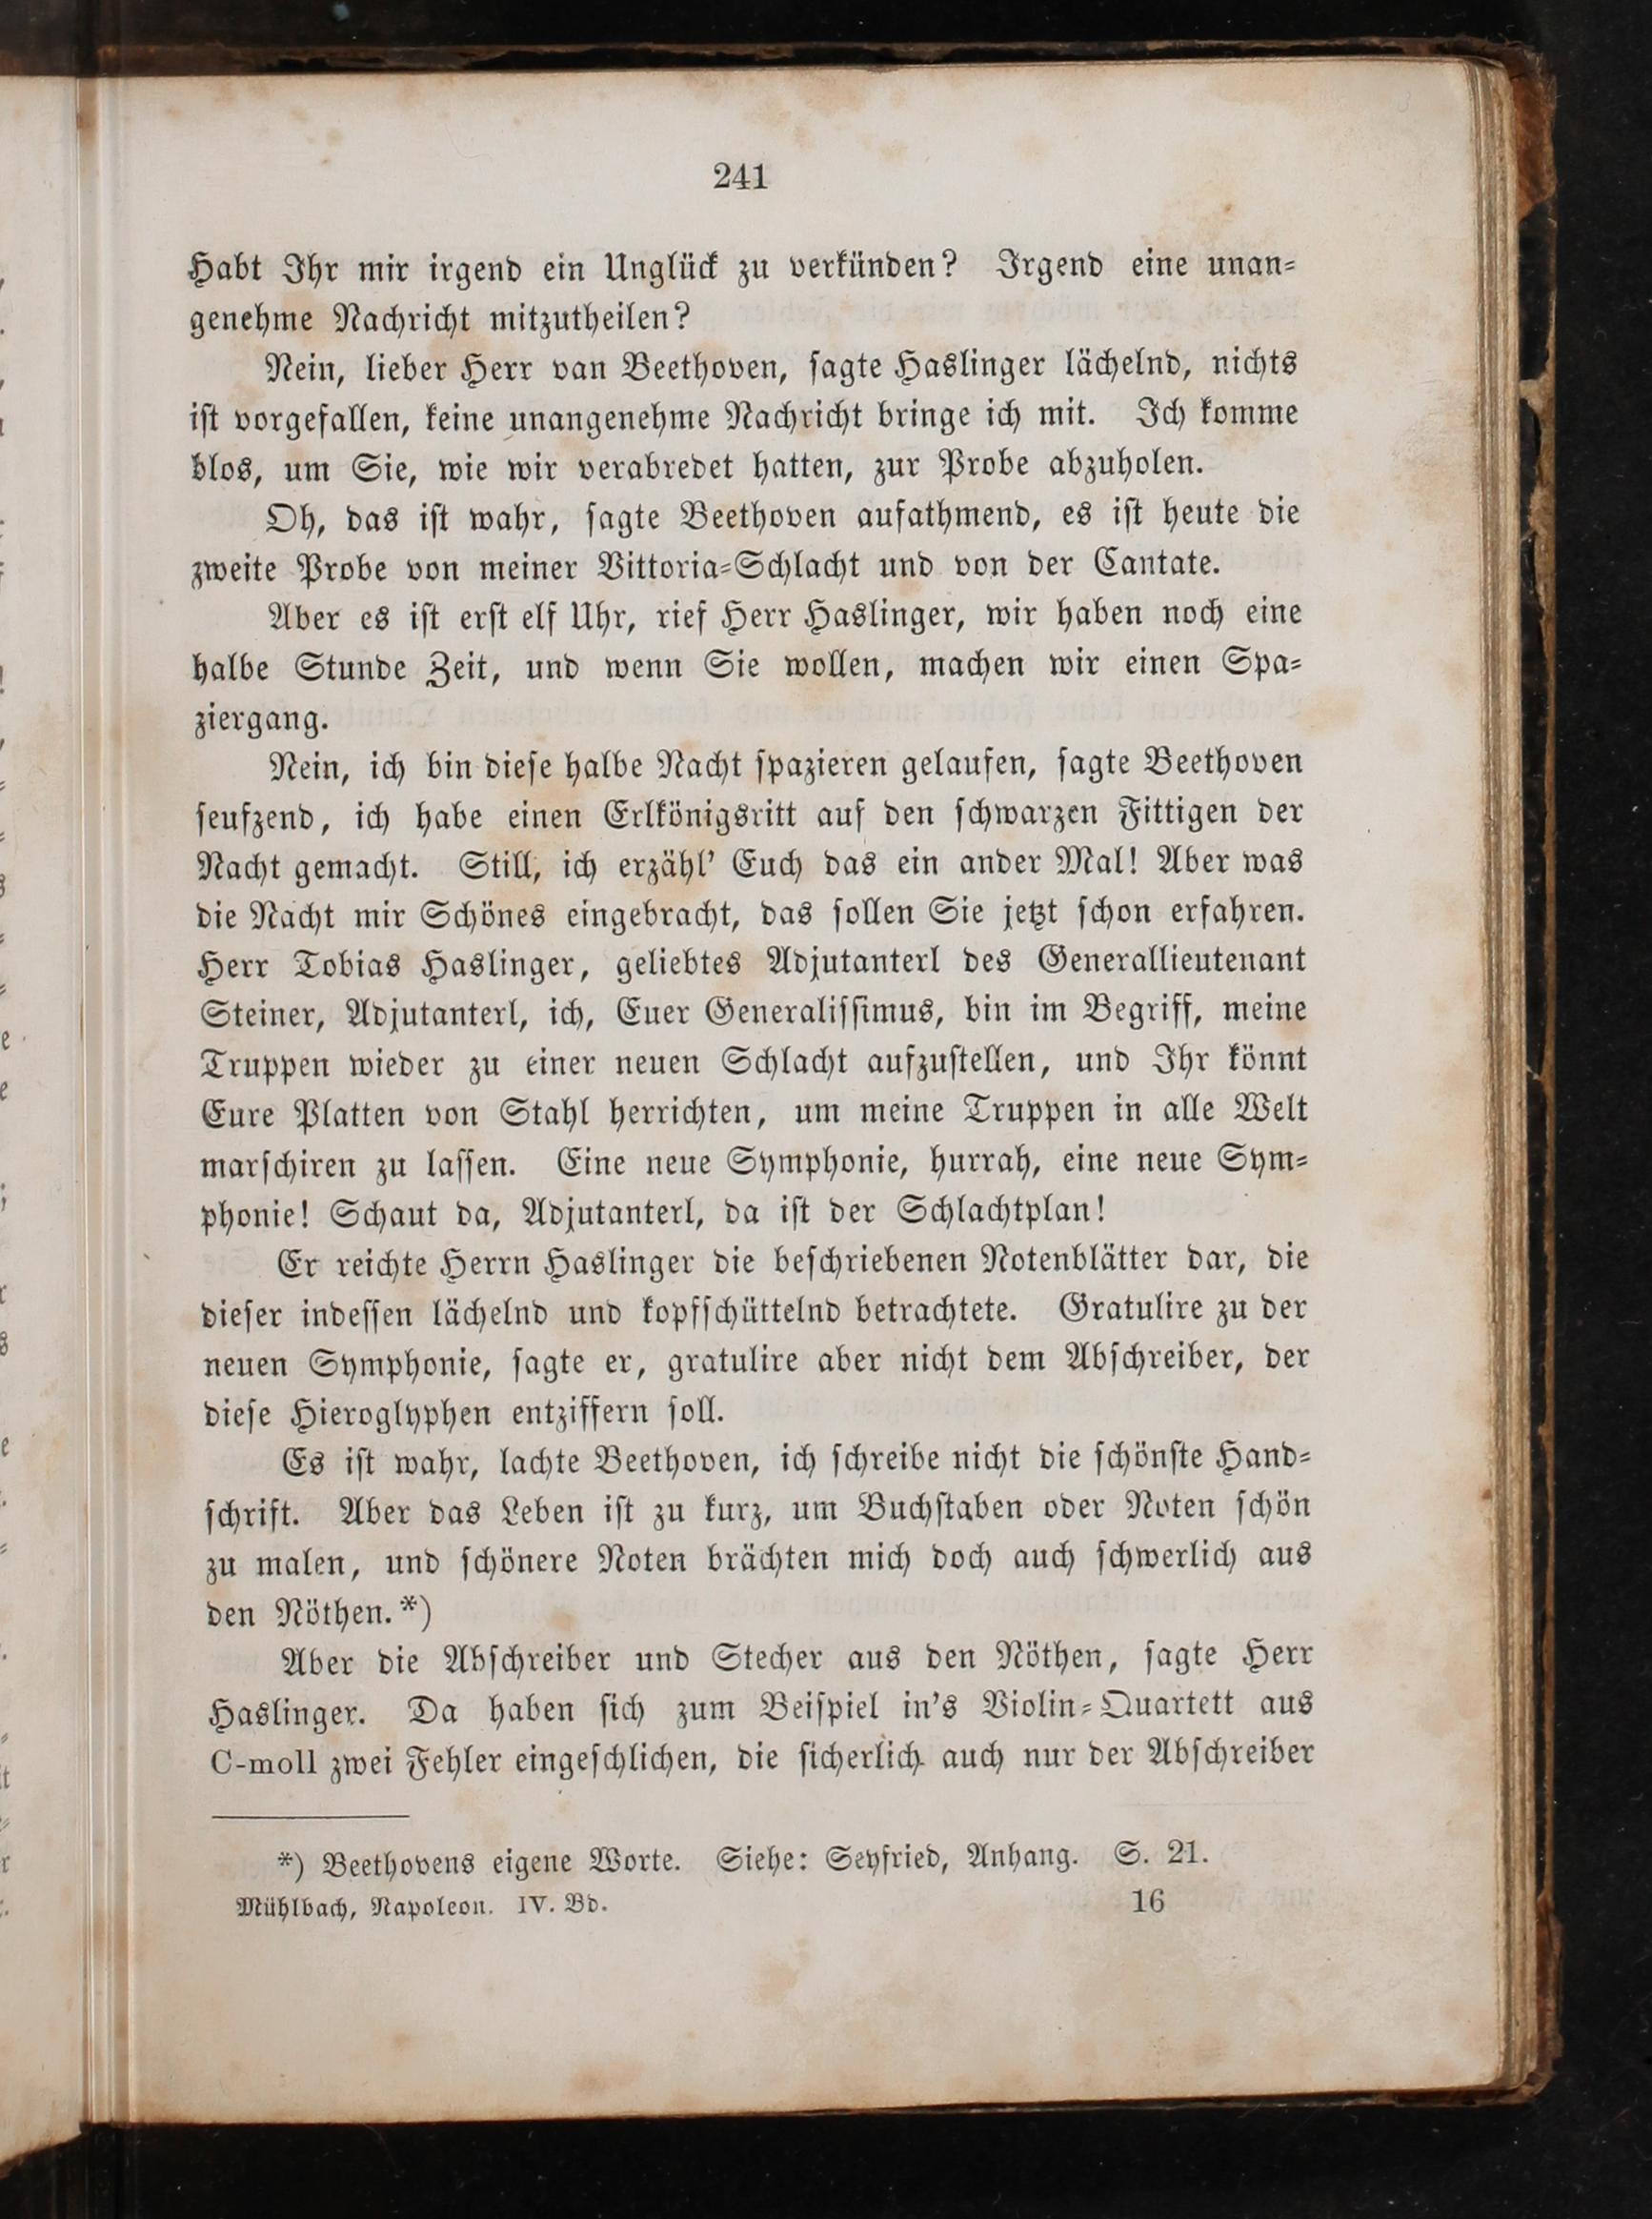 241
Habt Ihr mir irgend ein Unglück zu verkünden? Irgend eine unan=
genehme Nachricht mitzutheilen?
Nein, lieber Herr van Beethoven, ſagte Haslinger lächelnd, nichts
iſt vorgefallen, keine unangenehme Nachricht bringe ich mit. Ich komme
blos, um Sie, wie wir verabredet hatten, zur Probe abzuholen.
Oh, das iſt wahr, ſagte Beethoven aufathmend, es iſt heute die
zweite Probe von meiner Vittoria=Schlacht und von der Cantate.
Aber es iſt erſt elf Uhr, rief Herr Haslinger, wir haben noch eine
halbe Stunde Zeit, und wenn Sie wollen, machen wir einen Spa=
ziergang.
Nein, ich bin dieſe halbe Nacht ſpazieren gelaufen, ſagte Beethoven
ſeufzend, ich habe einen Erlkönigsritt auf den ſchwarzen Fittigen der
Nacht gemacht. Still, ich erzähl' Euch das ein ander Mal! Aber was
die Nacht mir Schönes eingebracht, das ſollen Sie jetzt ſchon erfahren.
Herr Tobias Haslinger, geliebtes Adjutanterl des Generallieutenant
Steiner, Adjutanterl, ich, Euer Generaliſſimus, bin im Begriff, meine
Truppen wieder zu einer neuen Schlacht aufzuſtellen, und Ihr könnt
Eure Platten von Stahl herrichten, um meine Truppen in alle Welt
marſchiren zu laſſen. Eine neue Symphonie, hurrah, eine neue Sym=
phonie! Schaut da, Adjutanterl, da iſt der Schlachtplan!
Er reichte Herrn Haslinger die beſchriebenen Notenblätter dar, die
dieſer indeſſen lächelnd und kopfſchüttelnd betrachtete. Gratulire zu der
neuen Symphonie, ſagte er, gratulire aber nicht dem Abſchreiber, der
dieſe Hieroglyphen entziffern ſoll.
Es iſt wahr, lachte Beethoven, ich ſchreibe nicht die ſchönſte Hand=
ſchrift. Aber das Leben iſt zu kurz, um Buchſtaben oder Noten ſchön
zu malen, und ſchönere Noten brächten mich doch auch ſchwerlich aus
den Nöthen.*)
Aber die Abſchreiber und Stecher aus den Nöthen, ſagte Herr
Haslinger. Da haben ſich zum Beiſpiel in's Violin=Quartett aus
C-moll zwei Fehler eingeſchlichen, die ſicherlich auch nur der Abſchreiber
*) Beethovens eigene Worte. Siehe: Seyfried, Anhang. S. 21.
Mühlbach, Napoleon. IV. Bd. 16